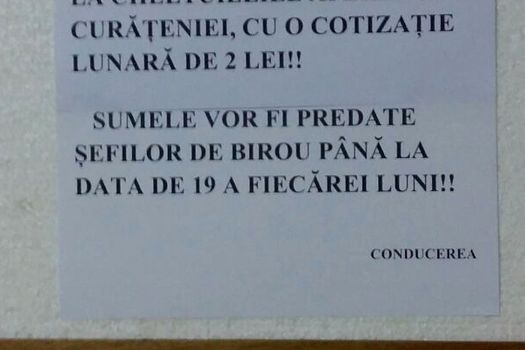 CURĂȚENIEI, CU O COTIZAȚIE
LUNARĂ DE 2 LEI!!
SUMELE VOR FI PREDATE
ȘEFILOR DE BIROU PÂNĂ LA
DATA DE 19 A FIECĂREI LUNI!!
CONDUCEREA